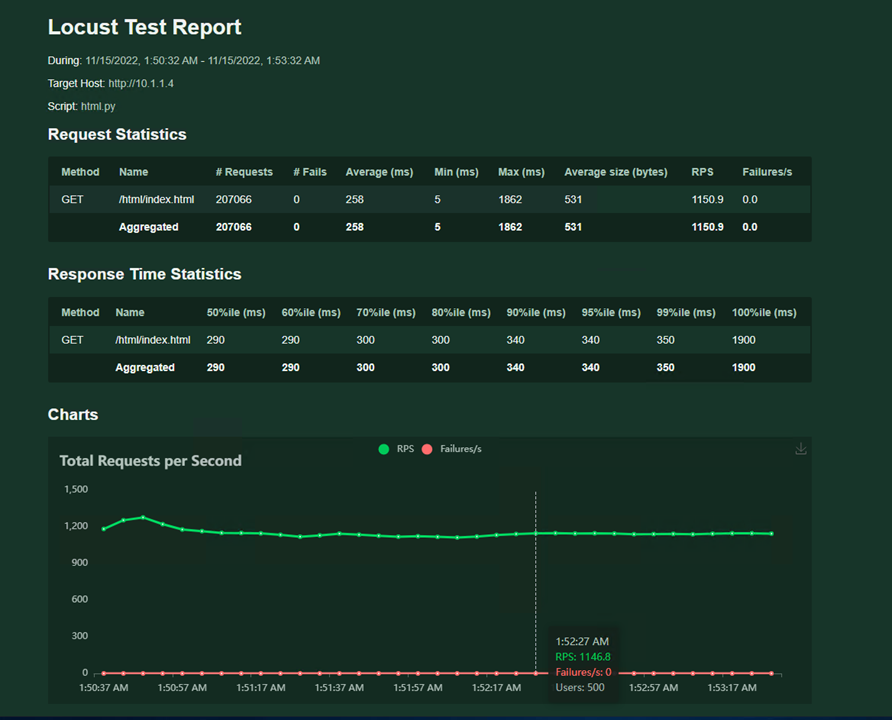 Locust Test Report
During: 11/15/2022, 1:50:32 AM - 11/15/2022, 1:53:32 AM
Target Host: http://10.1.1.4
Script: html.py
Request Statistics
Method Name # Requests # Fails Average (ms) Min (ms) Max (ms) Average size (bytes) RPS Failures/s
GET /html/index.html 207066 0 258 5 1862 531 1150.9 0.0
Aggregated 207066 0 258 5 1862 531 1150.9 0.0
Response Time Statistics
Method Name 50%ile (ms) 60%ile (ms) 70%ile (ms) 80%ile (ms) 90%ile (ms) 95%ile (ms) 99%ile (ms) 100%ile (ms)
GET /html/index.html 290 290 300 300 340 340 350 1900
Aggregated 290 290 300 300 340 340 350 1900
Charts
RPS Failures/s
Total Requests per Second
1,500
1,200
900
600
300
0
1:52:27 AM
RPS: 1146.8
Failures/s: 0
Users: 500
1:50:37 AM 1:50:57 AM 1:51:17 AM 1:51:37 AM 1:51:57 AM 1:52:17 AM 1:52:57 AM 1:53:17 AM